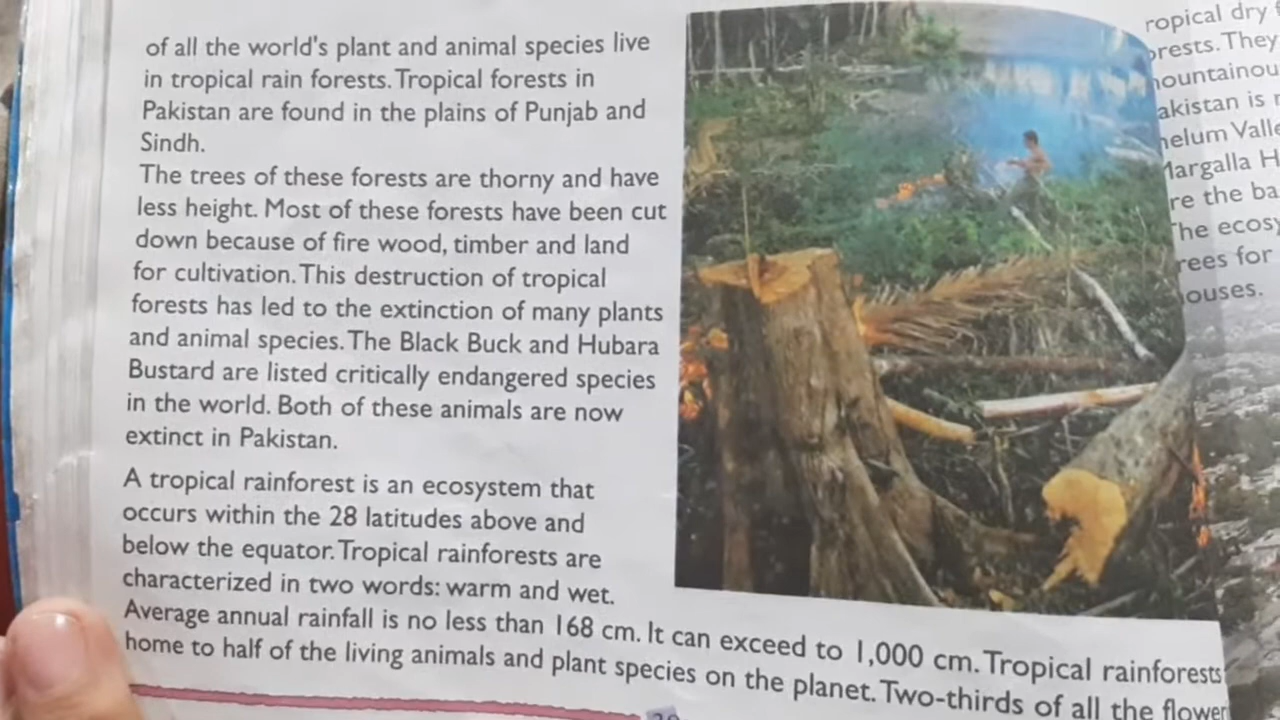 of all the world's plant and animal species live
in tropical rain forests. Tropical forests in
Pakistan are found in the plains of Punjab and
Sindh.
The trees of these forests are thorny and have
less height. Most of these forests have been cut
down because of fire wood, timber and land
for cultivation. This destruction of tropical
forests has led to the extinction of many plants
and animal species. The Black Buck and Hubara
Bustard are listed critically endangered species
in the world. Both of these animals are now
extinct in Pakistan.
A tropical rainforest is an ecosystem that
occurs within the 28 latitudes above and
below the equator. Tropical rainforests are
characterized in two words: warm and wet.
Average annual rainfall is no less than 168 cm. It can exceed to 1,000 cm. Tropical rainforests
home to half of the living animals and plant species on the planet. Two-thirds of all the flower
ropical dry
orests. They
ountainou
akistan is
elum Valle
argalla H
re the ba
he ecosy
rees for
ouses.